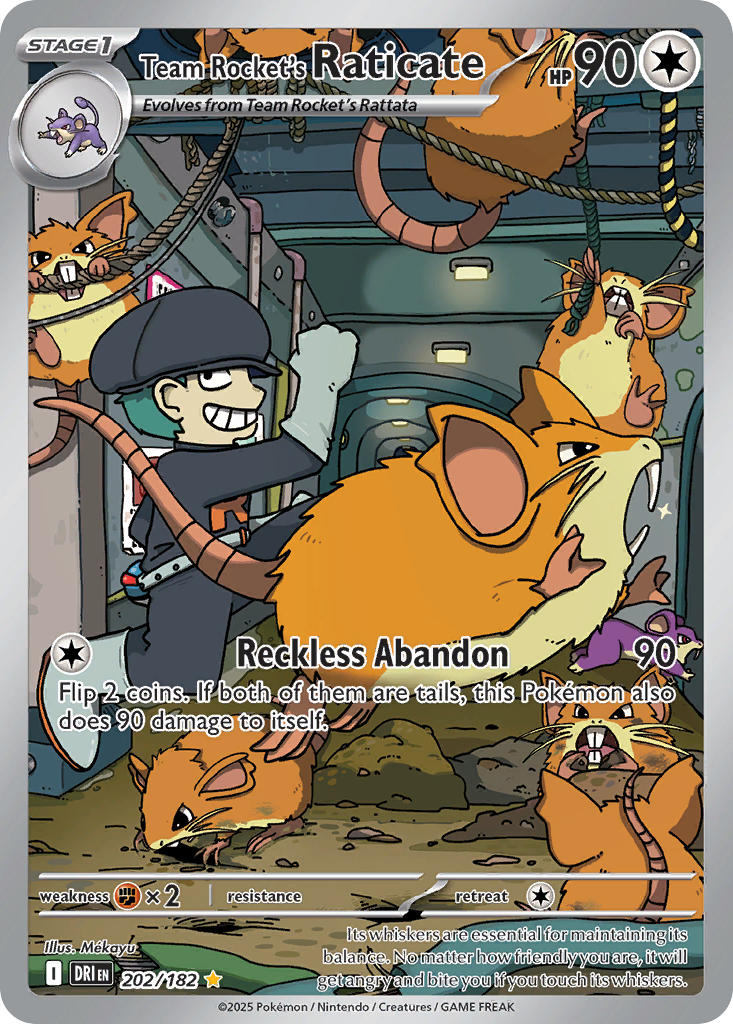 STAGE 1
Team Rocket's Raticate HP 90
Evolves from Team Rocket's Rattata
R
Reckless Abandon 90
Flip 2 coins. If both of them are tails, this Pokémon also
does 90 damage to itself.
weakness ×2 resistance retreat
Its whiskers are essential for maintaining its
balance. No matter how friendly you are, it will
get angry and bite you if you touch its whiskers.
Illus. Mékayu
I DRI EN 202/182
©2025 Pokémon / Nintendo / Creatures / GAME FREAK